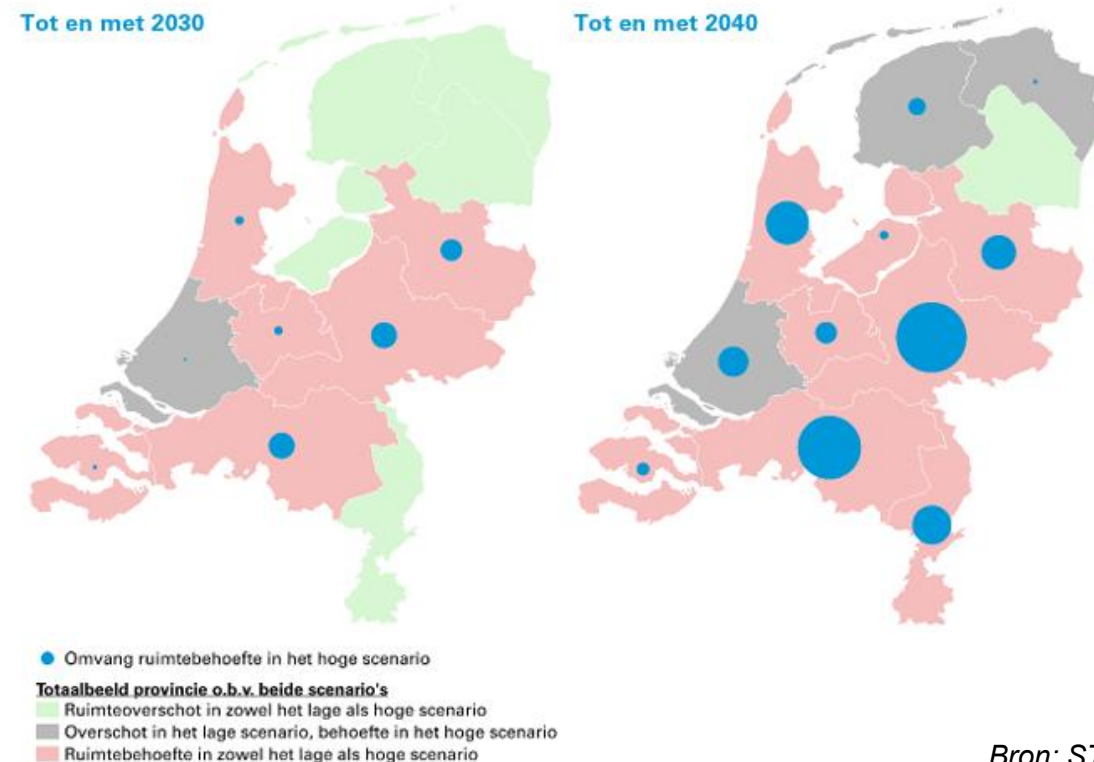 Tot en met 2030
Tot en met 2040
Omvang ruimtebehoefte in het hoge scenario
Totaalbeeld provincie o.b.v. beide scenario's
Ruimteoverschot in zowel het lage als hoge scenario
Overschot in het lage scenario, behoefte in het hoge scenario
Ruimtebehoefte in zowel het lage als hoge scenario
Bron: